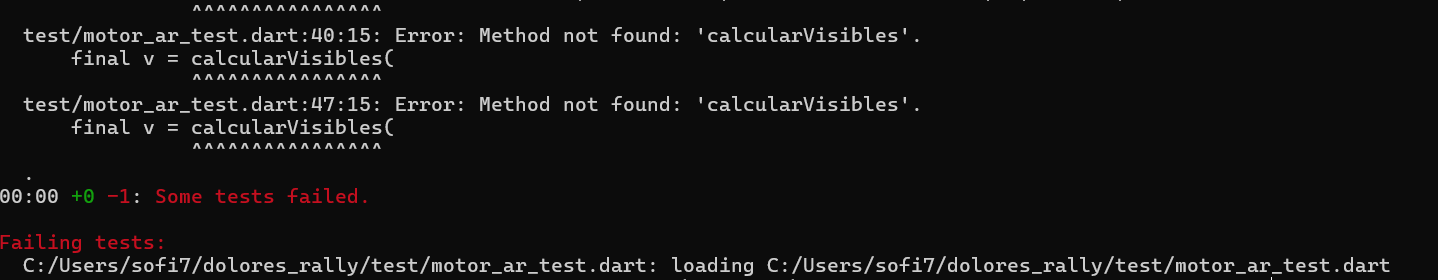 ^^^^^^^^^^^^^^^^
test/motor_ar_test.dart:40:15: Error: Method not found: 'calcularVisibles'.
final v = calcularVisibles(
^^^^^^^^^^^^^^^^
test/motor_ar_test.dart:47:15: Error: Method not found: 'calcularVisibles'.
final v = calcularVisibles(
^^^^^^^^^^^^^^^^
.
00:00 +0 -1: Some tests failed.
Failing tests:
C:/Users/sofi7/dolores_rally/test/motor_ar_test.dart: loading C:/Users/sofi7/dolores_rally/test/motor_ar_test.dart